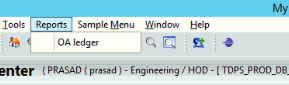 My
Tools Reports Sample Menu Window Help
OA ledger
enter ( PRASAD ( prasad ) - Engineering / HOD - [ TDPS_PROD_DB_